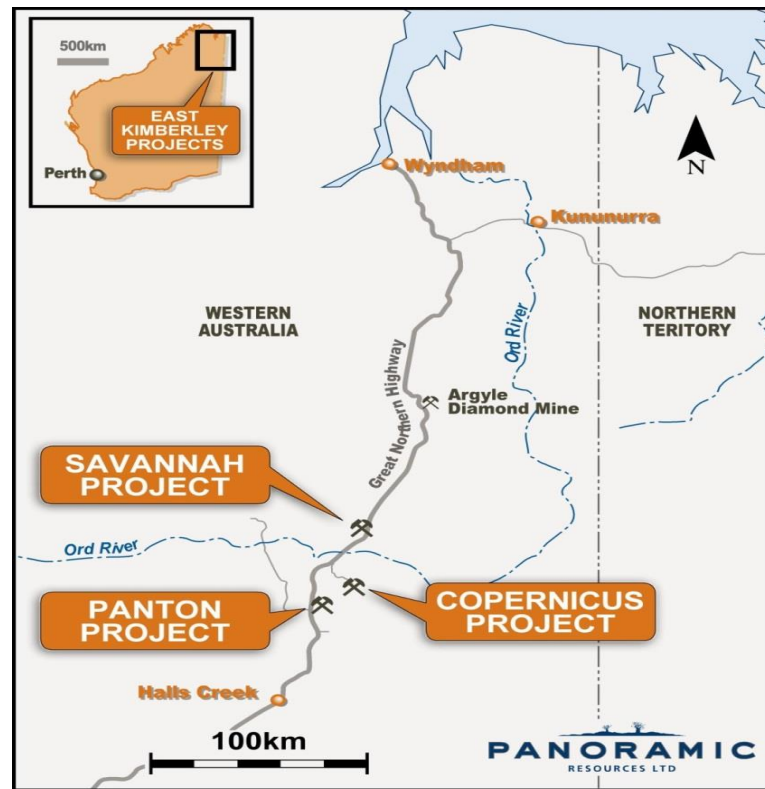 500km
EAST
KIMBERLEY
PROJECTS
Perth
Wyndham
N
Kununurra
WESTERN
AUSTRALIA
NORTHERN
TERITORY
Ord River
Great Northern Highway
Argyle
Diamond Mine
SAVANNAH
PROJECT
Ord River
PANTON
PROJECT
COPERNICUS
PROJECT
Halls Creek
100km
PANORAMIC
RESOURCES LTD